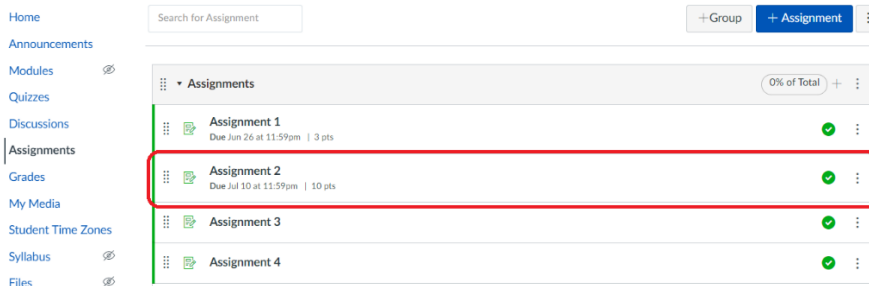 Home
Announcements
Modules
Quizzes
Discussions
Assignments
Grades
My Media
Student Time Zones
Syllabus
Files
Search for Assignment
+Group
+ Assignment
Assignments
0% of Total
Assignment 1
Due Jun 26 at 11:59pm | 3 pts
Assignment 2
Due Jul 10 at 11:59pm | 10 pts
Assignment 3
Assignment 4